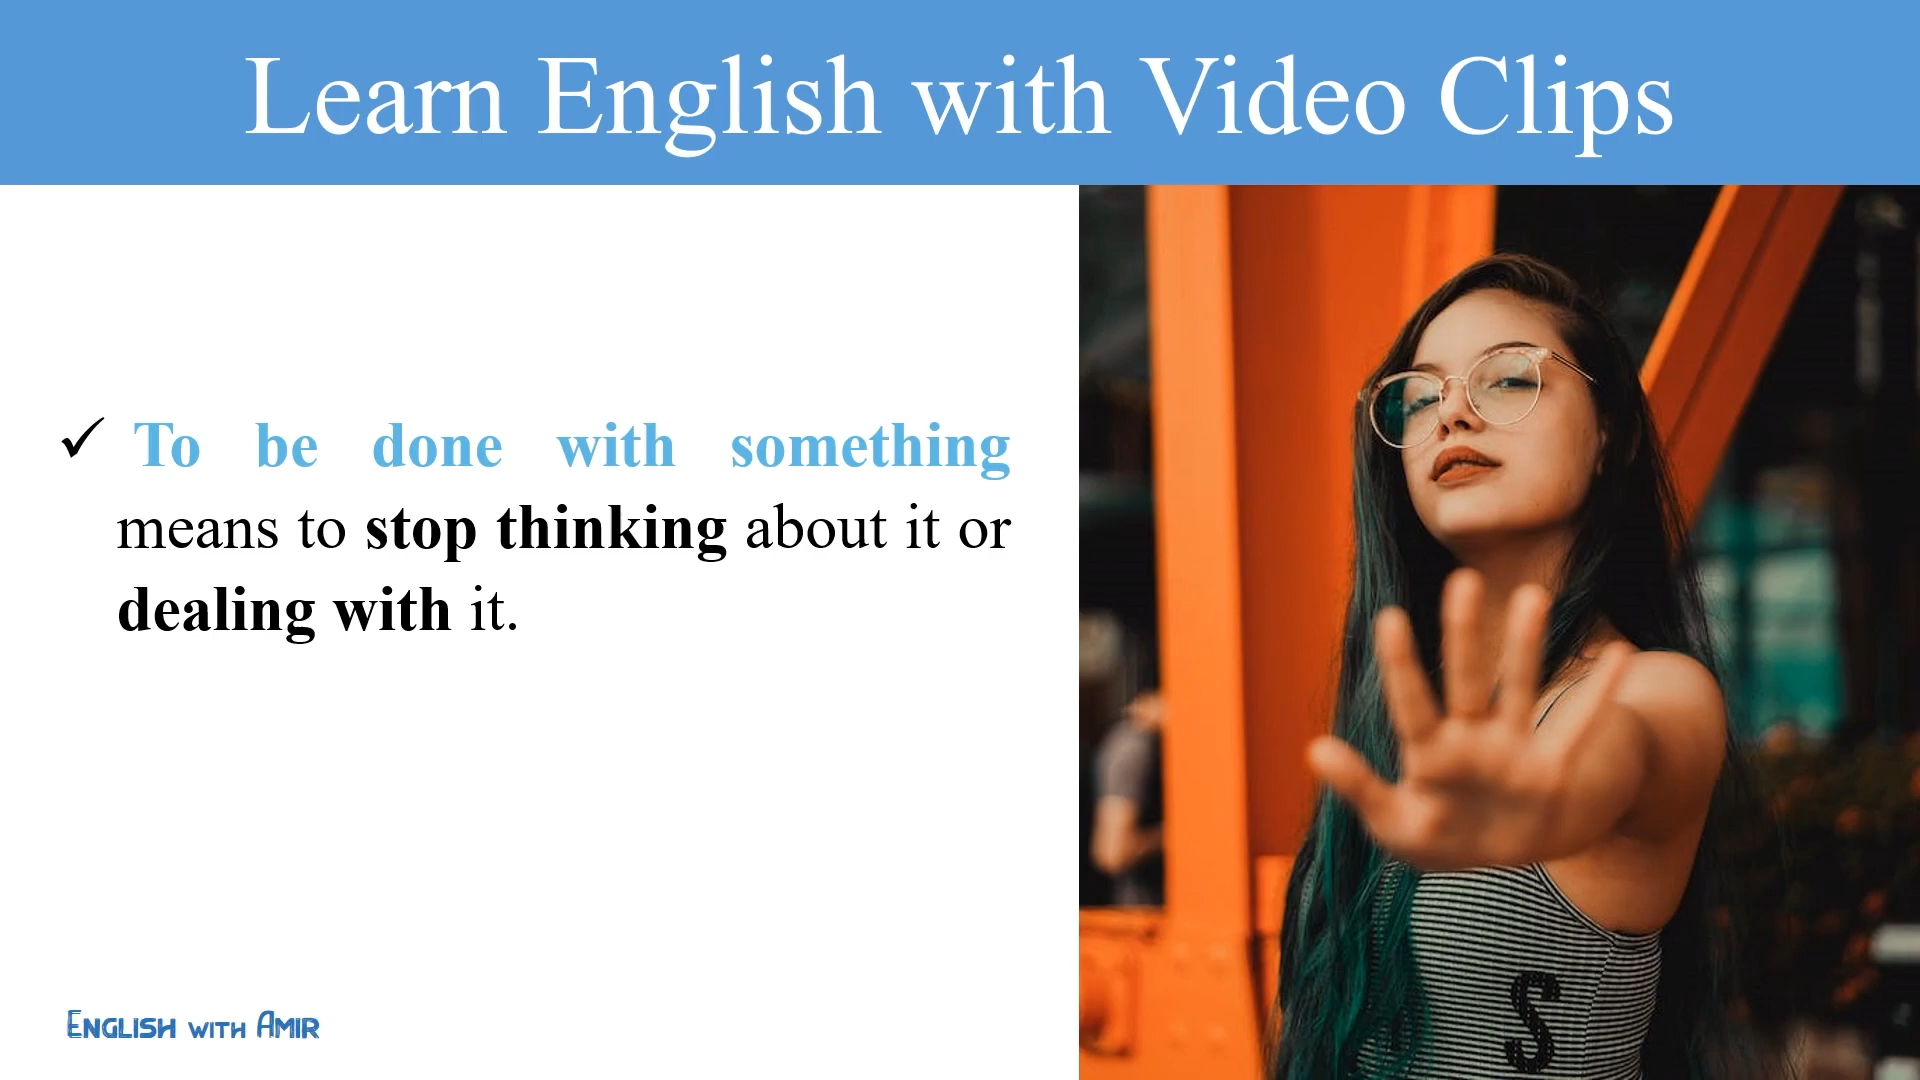 Learn English with Video Clips
✓ To be done with something
means to stop thinking about it or
dealing with it.
S
English with Amir